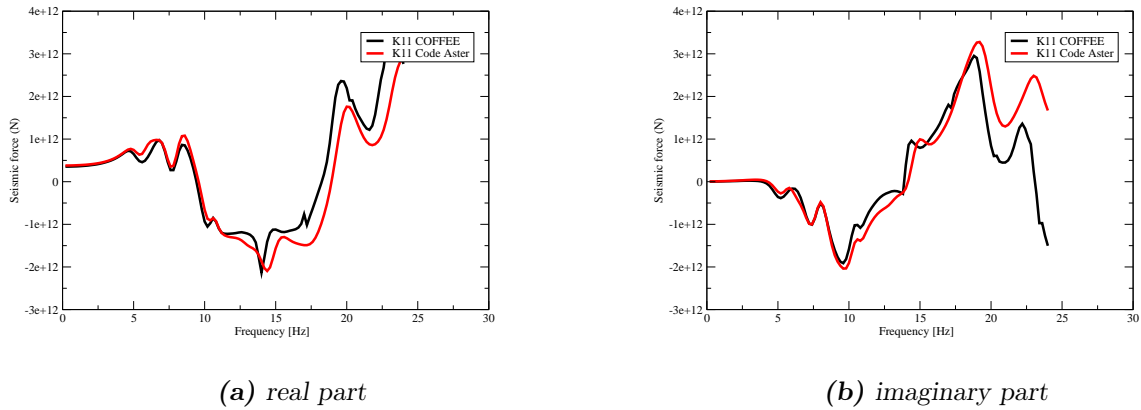 4e+12
3e+12
2e+12
1e+12
0
-1e+12
-2e+12
-3e+12
Seismic force (N)
0 5 10 15 20 25 30
Frequency [Hz]
K11 COFFEE
K11 Code Aster
(a) real part
4e+12
3e+12
2e+12
1e+12
0
-1e+12
-2e+12
-3e+12
Seismic force (N)
0 5 10 15 20 25 30
Frequency [Hz]
K11 COFFEE
K11 Code Aster
(b) imaginary part